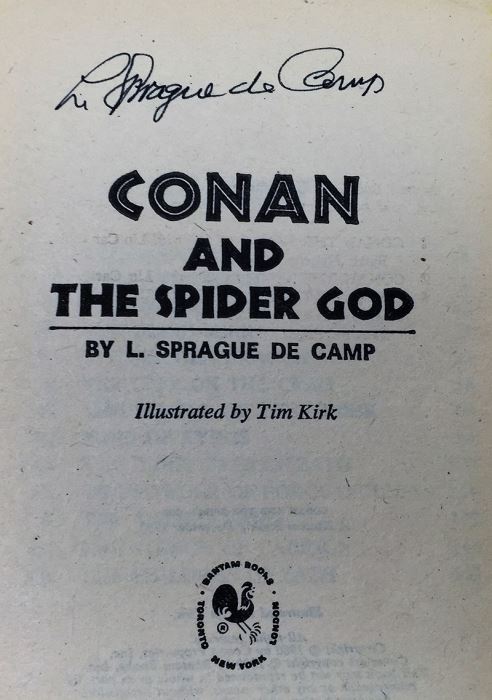 L. Sprague de Camp
CONAN
AND
THE SPIDER GOD
BY L. SPRAGUE DE CAMP
Illustrated by Tim Kirk
BANTAM BOOKS
TORONTO · NEW YORK · LONDON
®